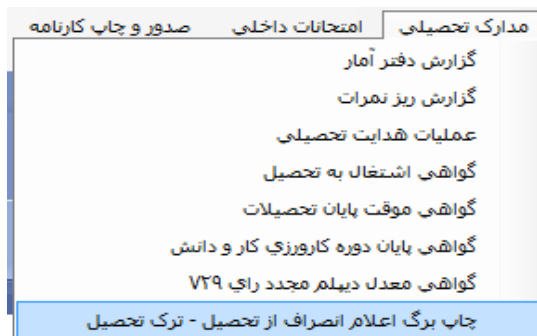 مدارک تحصیلی امتحانات داخلی صدور و چاپ کارنامه
گزارش دفتر آمار
گزارش ریز نمرات
عملیات هدایت تحصیلی
گواهی اشتغال به تحصیل
گواهی موقت پایان تحصیلات
گواهی پایان دوره کارورزي کار و دانش
گواهی معدل دیپلم مجدد راي ۷۲۹
چاپ برگ اعلام انصراف از تحصیل - ترک تحصیل